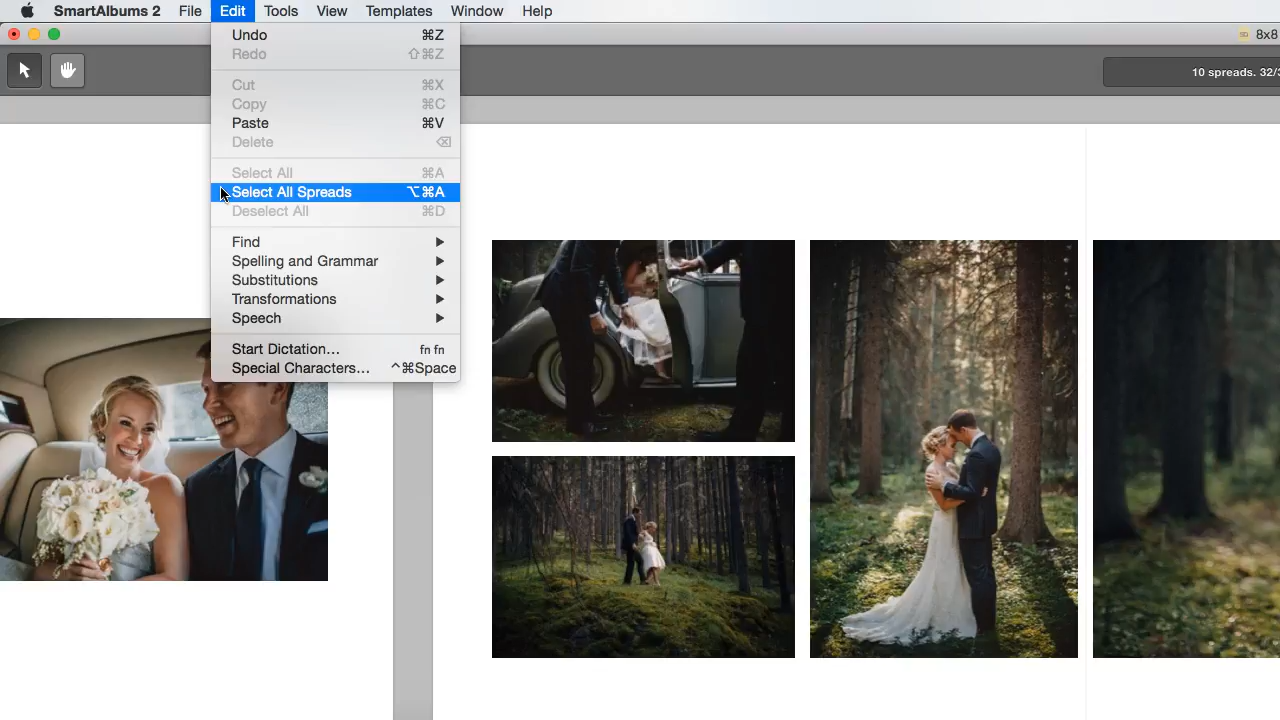 SmartAlbums 2 File Edit Tools View Templates Window Help
8x8
10 spreads. 32/3
Undo ⌘Z
Redo ⇧⌘Z
Cut ⌘X
Copy ⌘C
Paste ⌘V
Delete ⌫
Select All ⌘A
Select All Spreads ⌥⌘A
Deselect All ⌘D
Find
Spelling and Grammar
Substitutions
Transformations
Speech
Start Dictation... fn fn
Special Characters... ^⌘Space